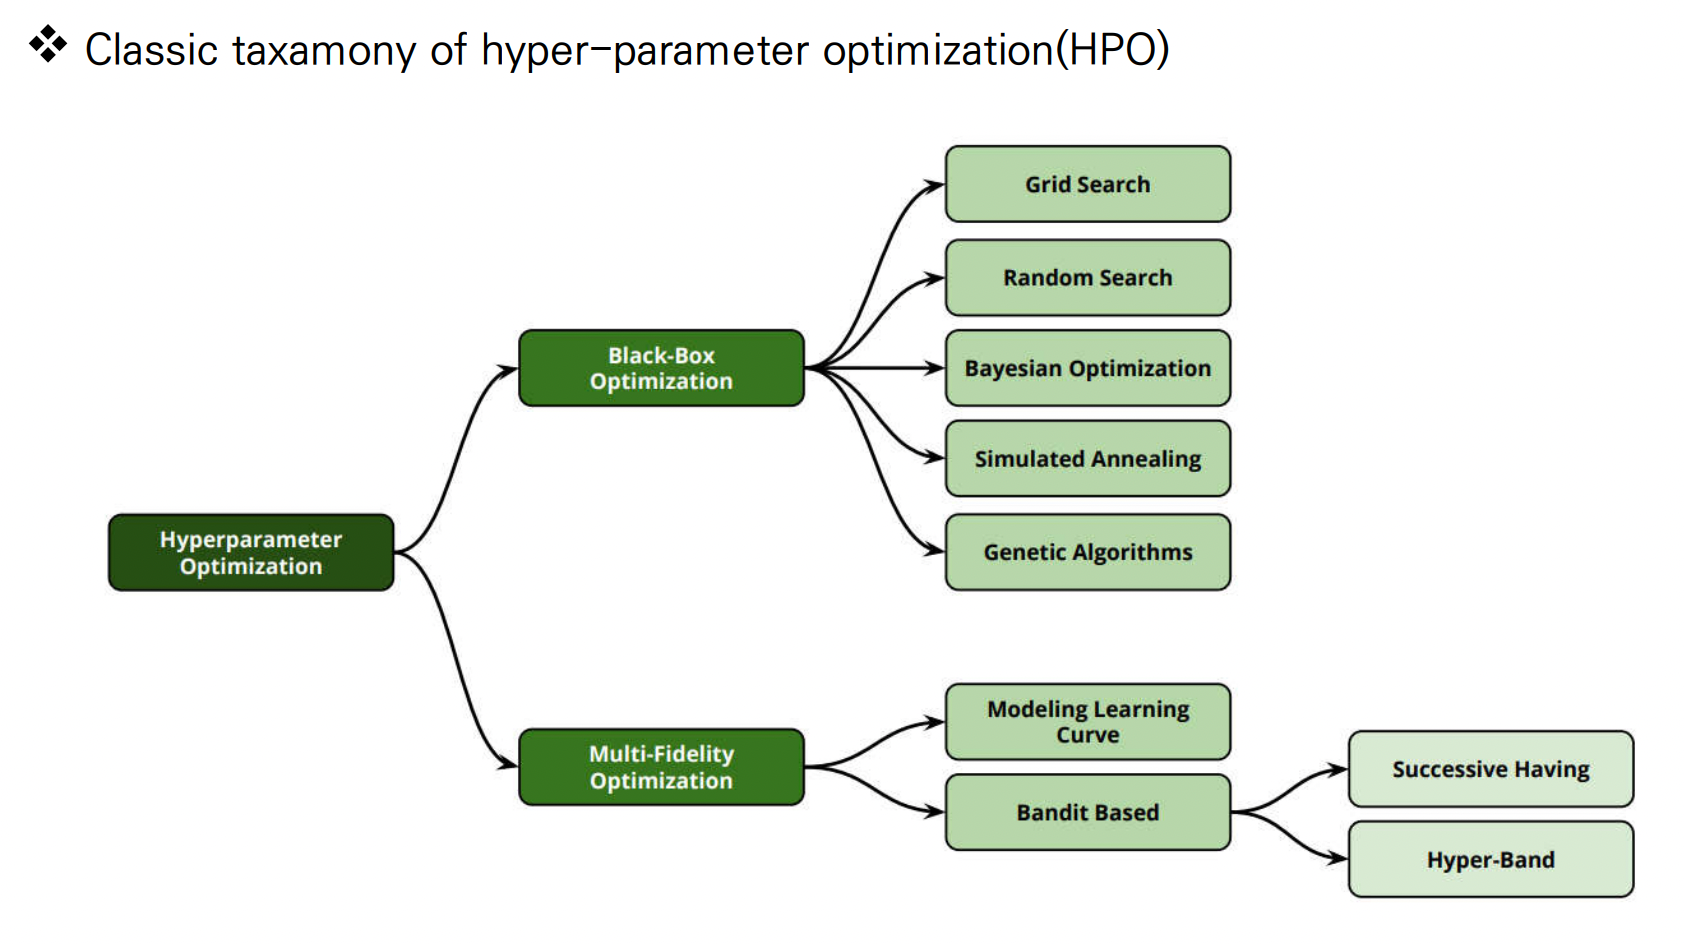 ❖ Classic taxamony of hyper-parameter optimization(HPO)
Grid Search
Random Search
Black-Box
Optimization
Bayesian Optimization
Simulated Annealing
Hyperparameter
Optimization
Genetic Algorithms
Multi-Fidelity
Optimization
Modeling Learning
Curve
Bandit Based
Successive Having
Hyper-Band